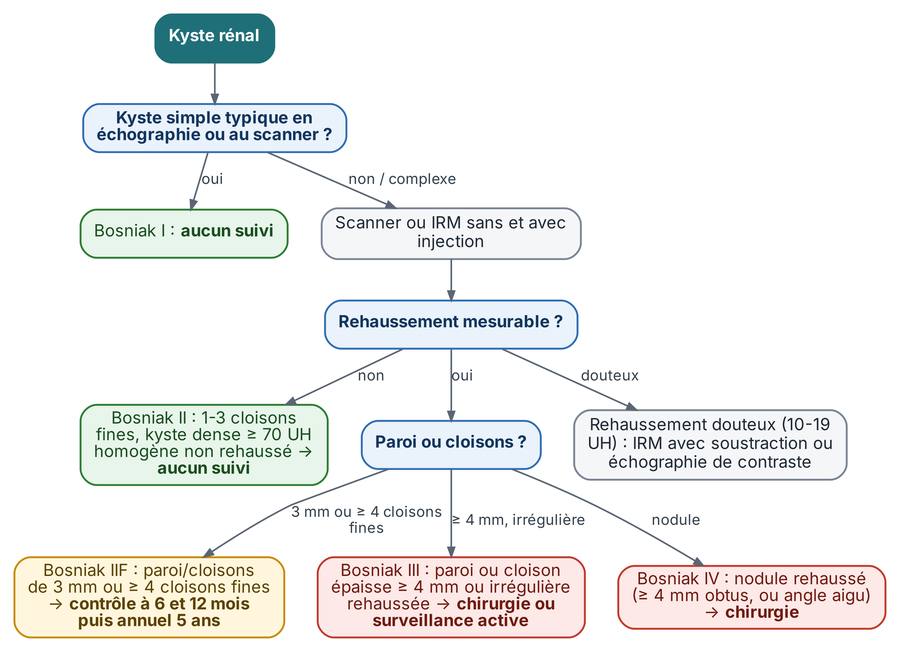 Kyste rénal
Kyste simple typique en
échographie ou au scanner ?
oui
non / complexe
Bosniak I : aucun suivi
Scanner ou IRM sans et avec
injection
Rehaussement mesurable ?
non
oui
douteux
Bosniak II : 1-3 cloisons
fines, kyste dense ≥ 70 UH
homogène non rehaussé →
aucun suivi
Paroi ou cloisons ?
Rehaussement douteux (10-19
UH) : IRM avec soustraction ou
échographie de contraste
3 mm ou ≥ 4 cloisons
fines
≥ 4 mm, irrégulière
nodule
Bosniak IIF : paroi/cloisons
de 3 mm ou ≥ 4 cloisons fines
→ contrôle à 6 et 12 mois
puis annuel 5 ans
Bosniak III : paroi ou cloison
épaisse ≥ 4 mm ou irrégulière
rehaussée → chirurgie ou
surveillance active
Bosniak IV : nodule rehaussé
(≥ 4 mm obtus, ou angle aigu)
→ chirurgie